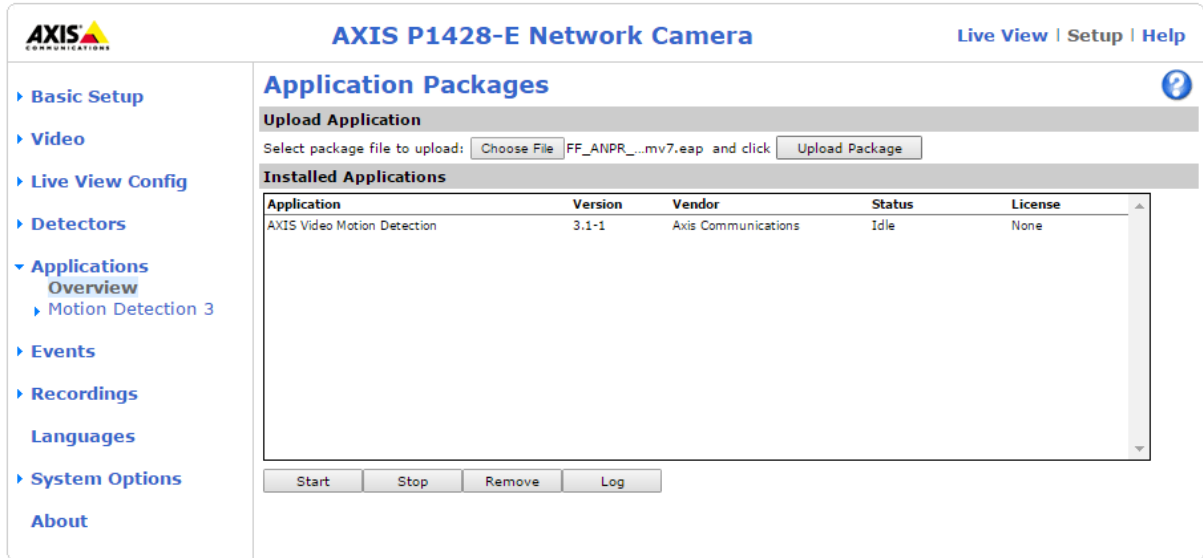 AXIS
COMMUNICATIONS
AXIS P1428-E Network Camera
Live View | Setup | Help
Basic Setup
Video
Live View Config
Detectors
Applications
Overview
Motion Detection 3
Events
Recordings
Languages
System Options
About
Application Packages
?
Upload Application
Select package file to upload: Choose File FF_ANPR_...mv7.eap and click Upload Package
Installed Applications
Application Version Vendor Status License
AXIS Video Motion Detection 3.1-1 Axis Communications Idle None
Start Stop Remove Log